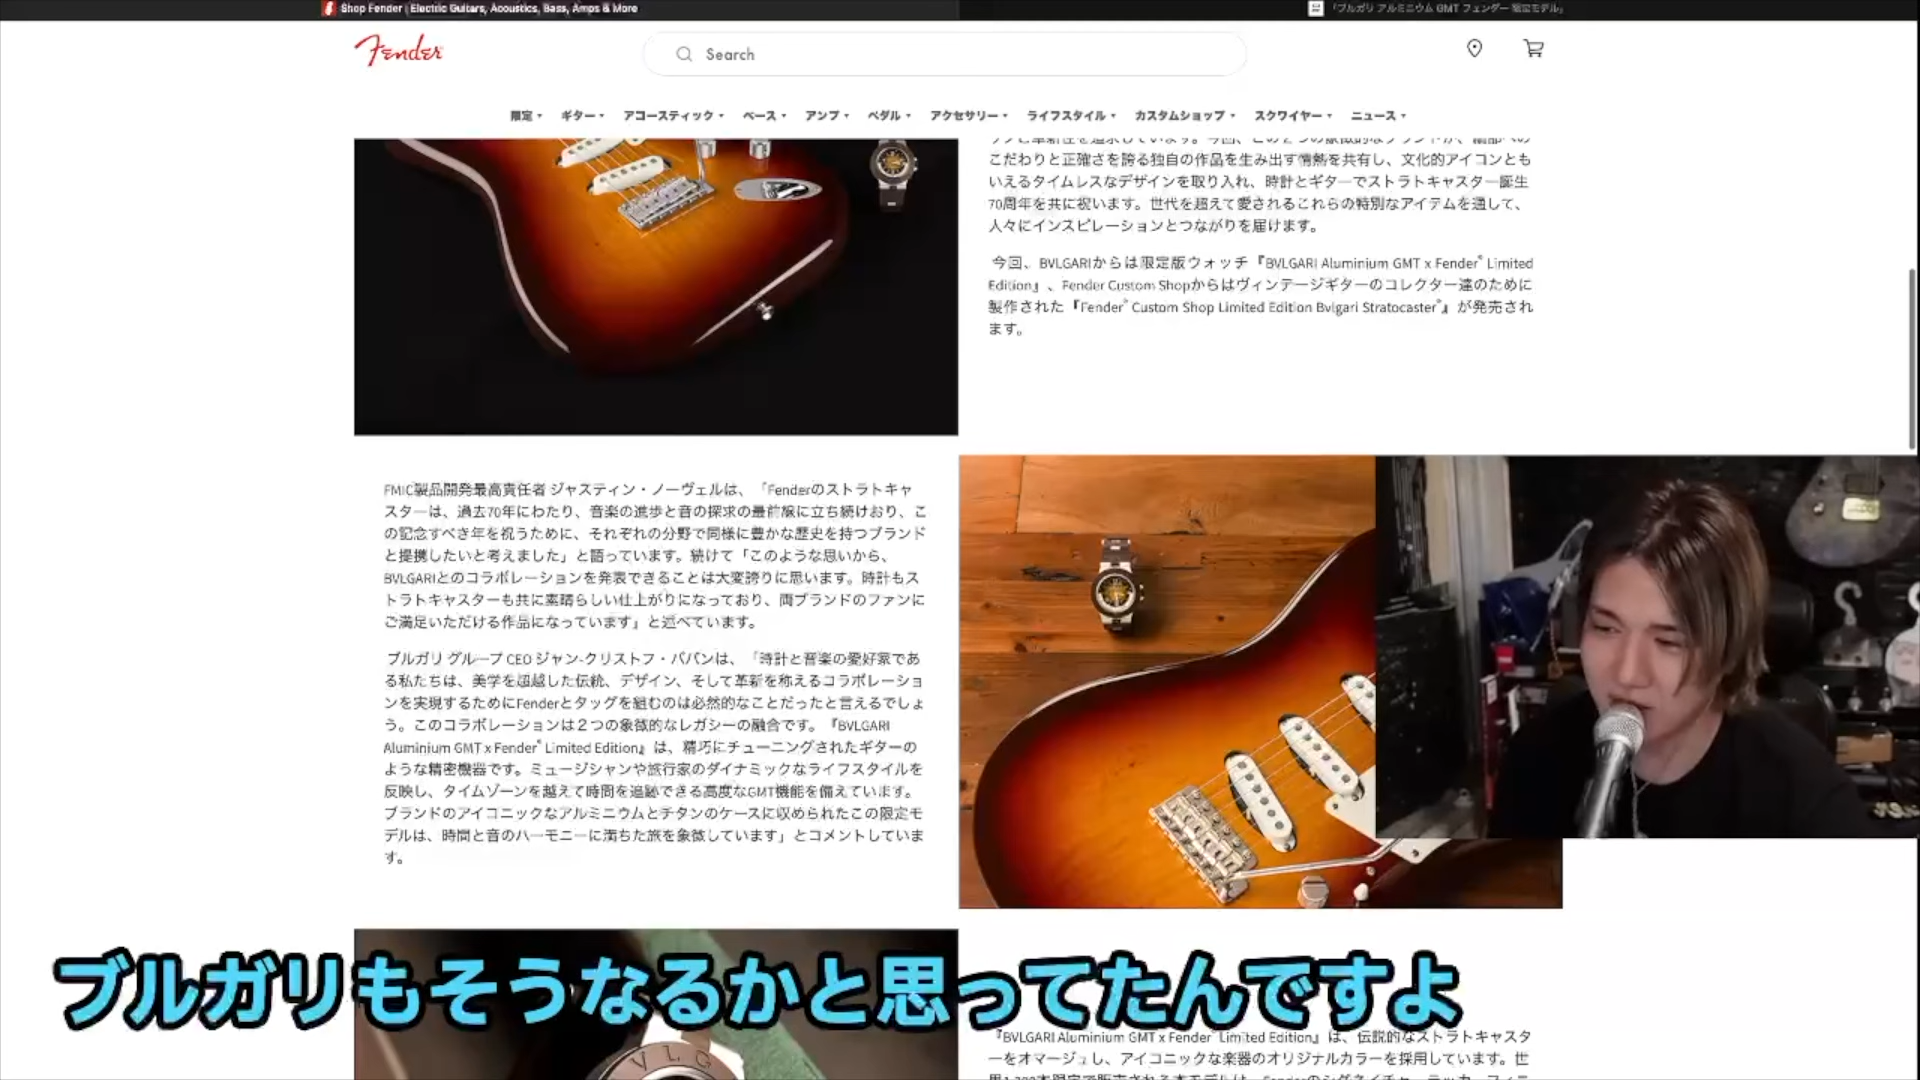 Shop Fender | Electric Guitars, Acoustics, Bass, Amps & More
「ブルガリ アルミニウム GMT フェンダー 限定モデル」
Fender
Search
限定 ギター アコースティック ベース アンプ ペダル アクセサリー ライフスタイル カスタムショップ スクワイヤー ニュース
こだわりと正確さを誇る独自の作品を生み出す情熱を共有し、文化的アイコンとも
いえるタイムレスなデザインを取り入れ、時計とギターでストラトキャスター誕生
70周年を共に祝います。世代を超えて愛されるこれらの特別なアイテムを通して、
人々にインスピレーションとつながりを届けます。
今回、BVLGARIからは限定版ウォッチ『BVLGARI Aluminium GMT x Fender® Limited
Edition』、Fender Custom Shopからはヴィンテージギターのコレクター達のために
製作された『Fender® Custom Shop Limited Edition Bvlgari Stratocaster®』が発売され
ます。
FMIC製品開発最高責任者 ジャスティン・ノーヴェルは、「Fenderのストラトキャ
スターは、過去70年にわたり、音楽の進歩と音の探求の最前線に立ち続けおり、こ
の記念すべき年を祝うために、それぞれの分野で同様に豊かな歴史を持つブランド
と提携したいと考えました」と語っています。続けて「このような思いから、
BVLGARIとのコラボレーションを発表できることは大変誇りに思います。時計もス
トラトキャスターも共に素晴らしい仕上がりになっており、両ブランドのファンに
ご満足いただける作品になっています」と述べています。
ブルガリ グループ CEO ジャン-クリストフ・ババンは、「時計と音楽の愛好家であ
る私たちは、美学を超越した伝統、デザイン、そして革新を称えるコラボレーショ
ンを実現するためにFenderとタッグを組むのは必然的なことだったと言えるでしょ
う。このコラボレーションは２つの象徴的なレガシーの融合です。『BVLGARI
Aluminium GMT x Fender® Limited Edition』は、精巧にチューニングされたギターの
ような精密機器です。ミュージシャンや旅行家のダイナミックなライフスタイルを
反映し、タイムゾーンを越えて時間を追跡できる高度なGMT機能を備えています。
ブランドのアイコニックなアルミニウムとチタンのケースに収められたこの限定モ
デルは、時間と音のハーモニーに満ちた旅を象徴しています」とコメントしていま
す。
ブルガリもそうなるかと思ってたんですよ
VLG
『BVLGARI Aluminium GMT x Fender® Limited Edition』は、伝説的なストラトキャスタ
ーをオマージュし、アイコニックな楽器のオリジナルカラーを採用しています。世